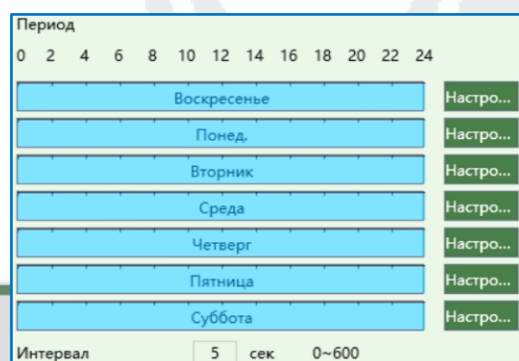 Период
0 2 4 6 8 10 12 14 16 18 20 22 24
Воскресенье Настро...
Понед. Настро...
Вторник Настро...
Среда Настро...
Четверг Настро...
Пятница Настро...
Суббота Настро...
Интервал 5 сек 0~600